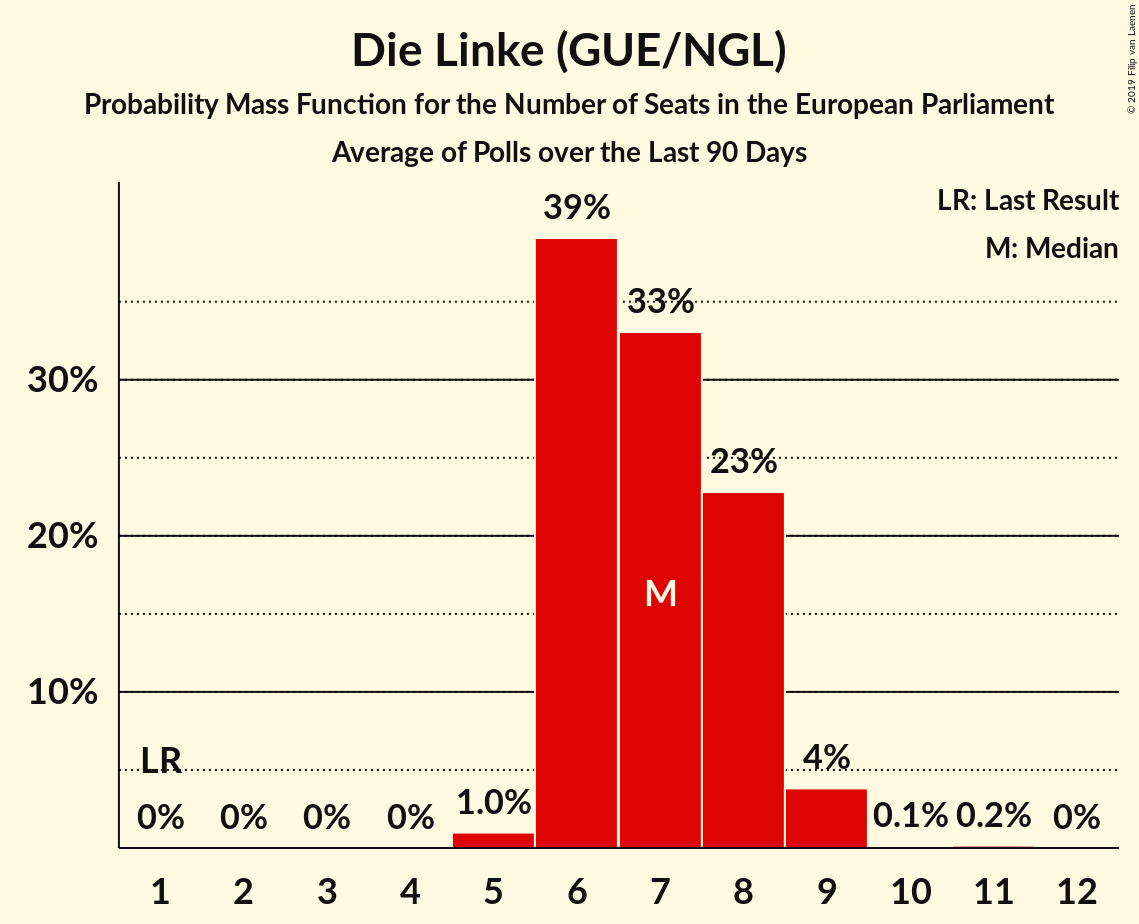 Die Linke (GUE/NGL)
Probability Mass Function for the Number of Seats in the European Parliament
Average of Polls over the Last 90 Days
© 2019 Filip van Laenen
LR: Last Result
M: Median
39%
33%
30%
23%
20%
M
10%
LR
4%
0% 0% 0% 0% 1.0% 0.1% 0.2% 0%
1 2 3 4 5 6 7 8 9 10 11 12